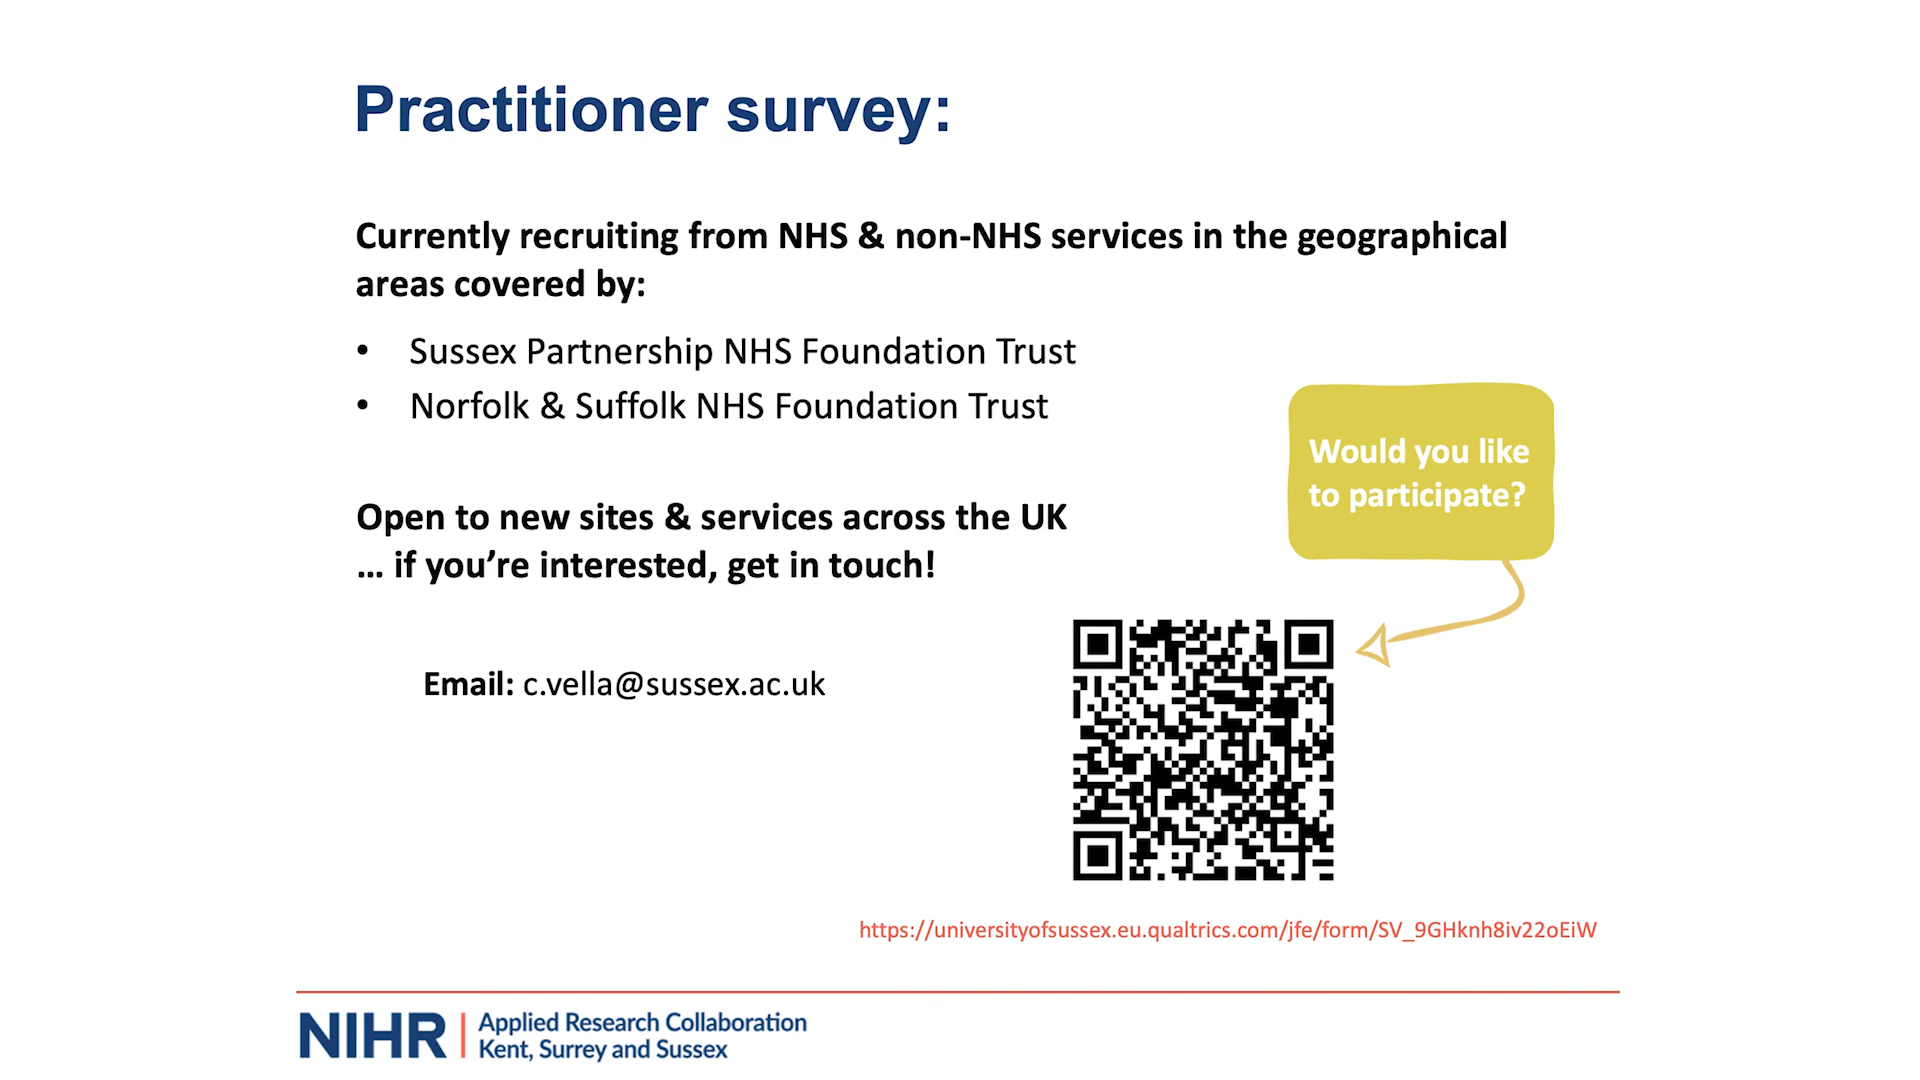 Practitioner survey:
Currently recruiting from NHS & non-NHS services in the geographical
areas covered by:
• Sussex Partnership NHS Foundation Trust
• Norfolk & Suffolk NHS Foundation Trust
Would you like
to participate?
Open to new sites & services across the UK
... if you’re interested, get in touch!
Email: c.vella@sussex.ac.uk
https://universityofsussex.eu.qualtrics.com/jfe/form/SV_9GHknh8iv22oEiW
NIHR | Applied Research Collaboration
Kent, Surrey and Sussex